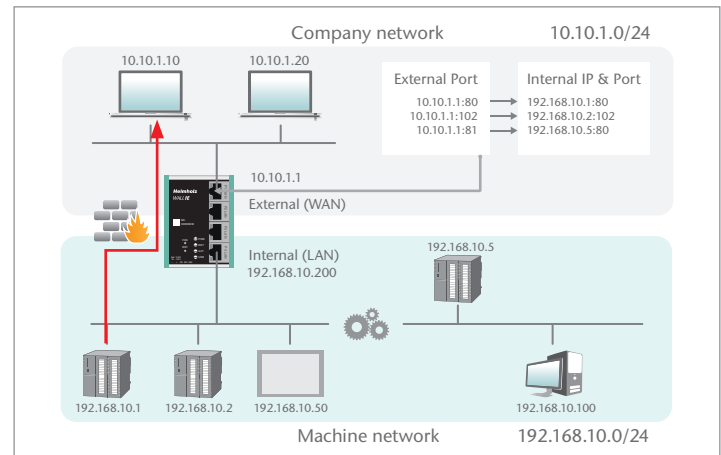 Company network 10.10.1.0/24
10.10.1.10
10.10.1.20
External Port
10.10.1.1:80
10.10.1.1:102
10.10.1.1:81
Internal IP & Port
192.168.10.1:80
192.168.10.2:102
192.168.10.5:80
10.10.1.1
External (WAN)
Helmholz
WALL IE
Internal (LAN)
192.168.10.200
192.168.10.5
192.168.10.1
192.168.10.2
192.168.10.50
192.168.10.100
Machine network 192.168.10.0/24